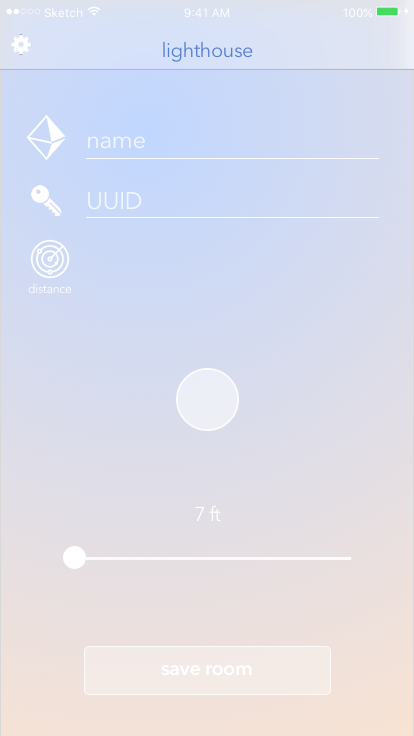 Sketch 9:41 AM 100%
lighthouse
name
UUID
distance
7 ft
save room